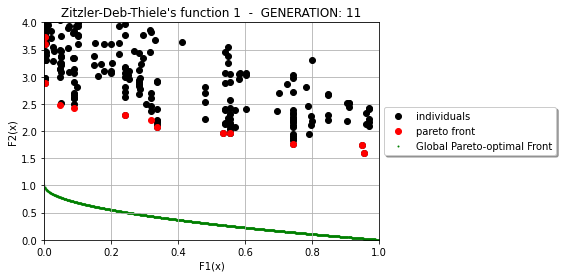 Zitzler-Deb-Thiele's function 1 - GENERATION: 11
4.0
3.5
3.0
2.5
2.0
1.5
1.0
0.5
0.0
F2(x)
0.0 0.2 0.4 0.6 0.8 1.0
F1(x)
individuals
pareto front
Global Pareto-optimal Front